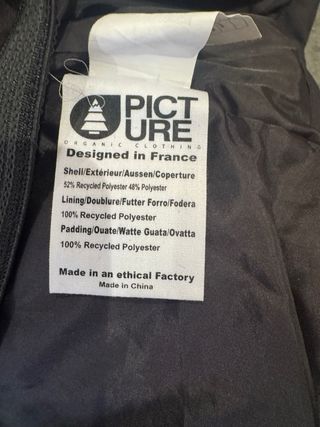 PICT
URE
ORGANIC CLOTHING
Designed in France
Shell/Extérieur/Aussen/Coperture
52% Recycled Polyester 48% Polyester
Lining/Doublure/Futter Forro/Fodera
100% Recycled Polyester
Padding/Ouate/Watte Guata/Ovatta
100% Recycled Polyester
Made in an ethical Factory
Made in China